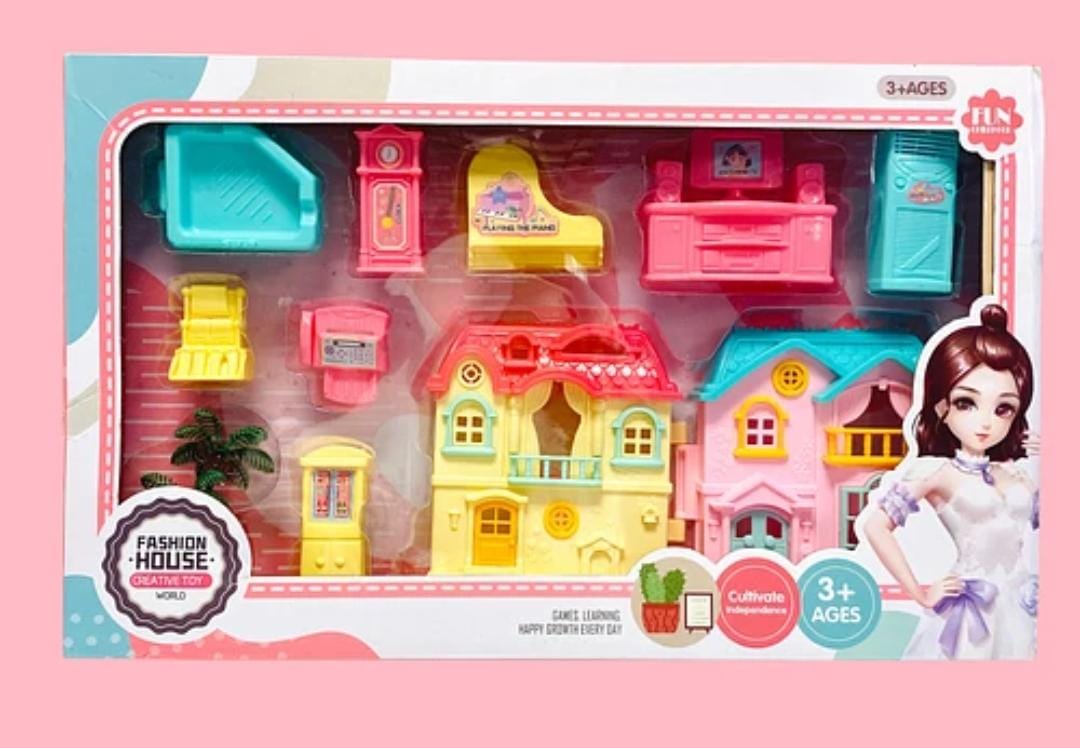 3+AGES
FUN
PLAYING THE PIANO
FASHION
·HOUSE·
CREATIVE TOY
WORLD
GAMES, LEARNING,
HAPPY GROWTH EVERY DAY
Cultivate
Independence
3+
AGES